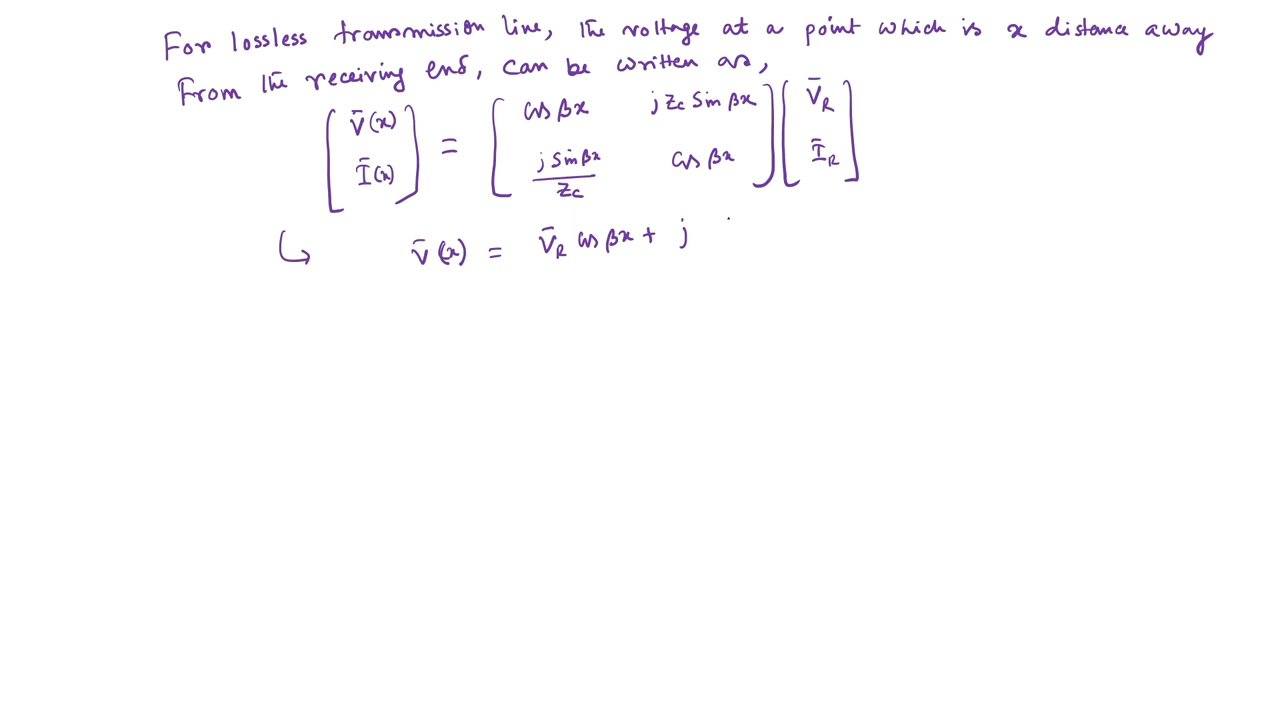 For lossless transmission line, the voltage at a point which is x distance away
From the receiving end, can be written as,
[ V̄(x) Ī(x) ] = [ cos βx j Zc Sin βx j Sin βx / Zc cos βx ] [ V̄R ĪR ]
↳ V̄(x) = V̄R cos βx + j